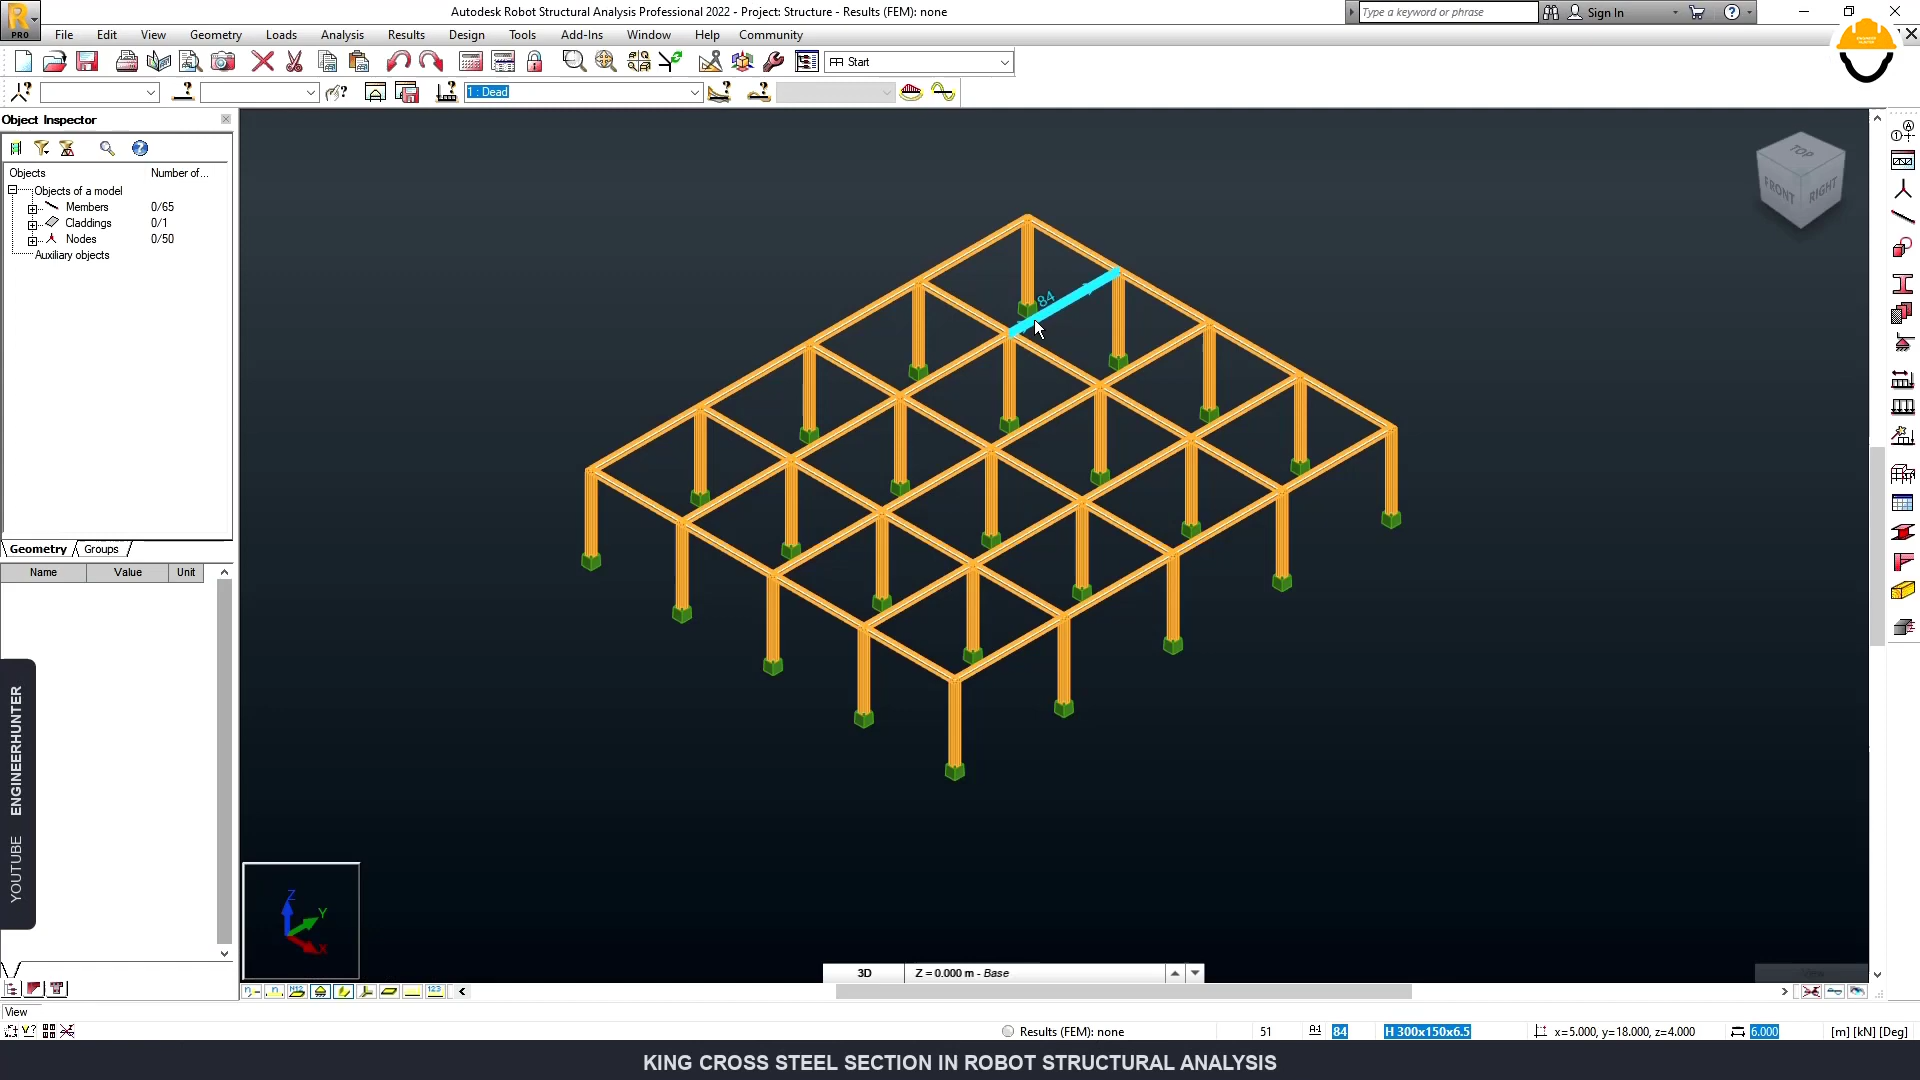 Autodesk Robot Structural Analysis Professional 2022 - Project: Structure - Results (FEM): none
Type a keyword or phrase
Sign In
PRO
File Edit View Geometry Loads Analysis Results Design Tools Add-Ins Window Help Community
Start
1 : Dead
Object Inspector
Objects Number of...
Objects of a model
Members 0/65
Claddings 0/1
Nodes 0/50
Auxiliary objects
Geometry Groups
Name Value Unit
TOP
FRONT
RIGHT
84
YOUTUBE ENGINEERHUNTER
Z
Y
X
3D Z = 0.000 m - Base
View
Results (FEM): none 51 84 H 300x150x6.5 x=5.000, y=18.000, z=4.000 6.000 [m] [kN] [Deg]
KING CROSS STEEL SECTION IN ROBOT STRUCTURAL ANALYSIS